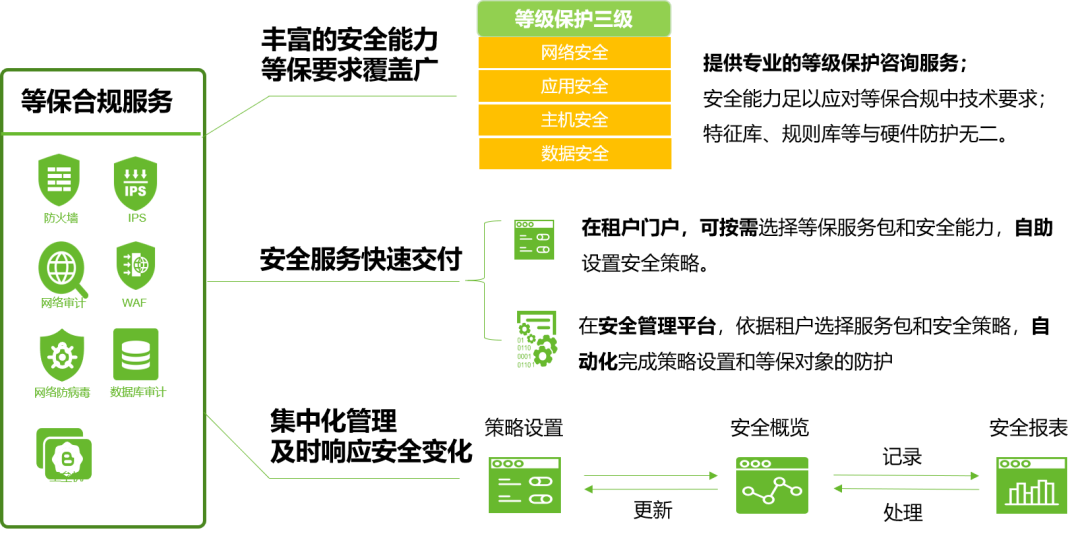 等保合规服务
防火墙
IPS
IPS
网络审计
WAF
网络防病毒
数据库审计
丰富的安全能力
等保要求覆盖广
等级保护三级
网络安全
应用安全
主机安全
数据安全
提供专业的等级保护咨询服务；
安全能力足以应对等保合规中技术要求；
特征库、规则库等与硬件防护无二。
安全服务快速交付
在租户门户，可按需选择等保服务包和安全能力，自助
设置安全策略。
01
0110
0001
0110
在安全管理平台，依据租户选择服务包和安全策略，自
动化完成策略设置和等保对象的防护
集中化管理
及时响应安全变化
策略设置
更新
安全概览
记录
处理
安全报表